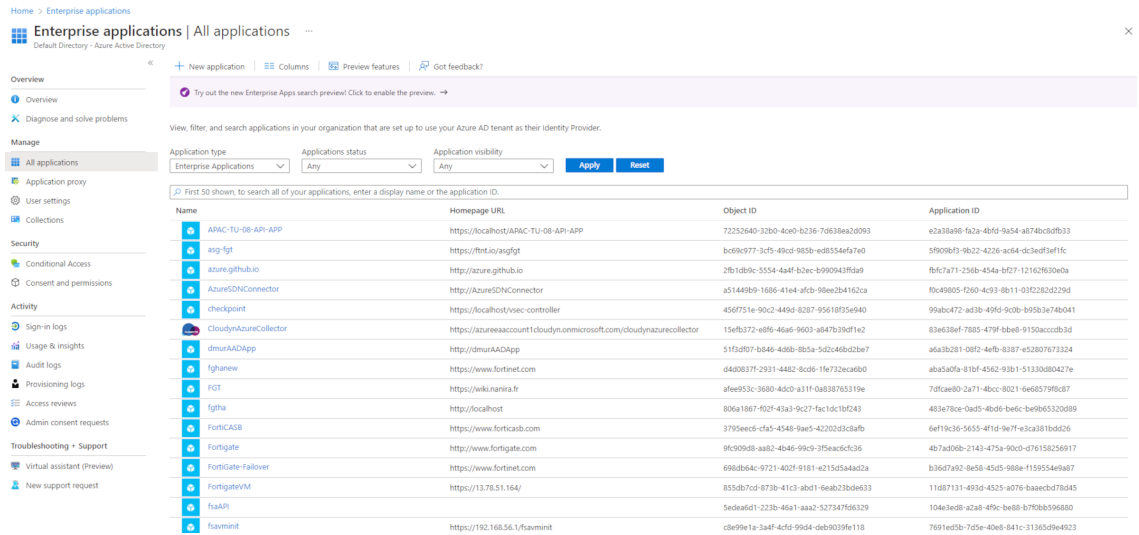 Home > Enterprise applications
Enterprise applications | All applications ...
Default Directory - Azure Active Directory
New application
Columns
Preview features
Got feedback?
Overview
Overview
Diagnose and solve problems
Manage
All applications
Application proxy
User settings
Collections
Security
Conditional Access
Consent and permissions
Activity
Sign-in logs
Usage & insights
Audit logs
Provisioning logs
Access reviews
Admin consent requests
Troubleshooting + Support
Virtual assistant (Preview)
New support request
Try out the new Enterprise Apps search preview! Click to enable the preview. →
View, filter, and search applications in your organization that are set up to use your Azure AD tenant as their Identity Provider.
Application type Applications status Application visibility
Enterprise Applications Any Any Apply Reset
First 50 shown, to search all of your applications, enter a display name or the application ID.
Name Homepage URL Object ID Application ID
APAC-TU-08-API-APP https://localhost/APAC-TU-08-API-APP 72252640-32b0-4ce0-b236-7d638ea2d093 e2a38a98-fa2a-4bfd-9a54-a874bc8dfb33
asg-fgt https://ftnt.io/asgfgt bc69c977-3cf5-49cd-985b-ed8554efa7e0 5f909bf3-9b22-4226-ac64-dc3edf3ef1fc
azure.github.io http://azure.github.io 2fb1db9c-5554-4a4f-b2ec-b990943ffda9 fbfc7a71-256b-454a-bf27-12162f630e0a
AzureSDNConnector http://AzureSDNConnector a51449b9-1686-41e4-afcb-98ee2b4162ca f0c49805-f260-4c93-8b11-03f2282d229d
checkpoint https://localhost/vsec-controller 456f751e-90c2-449d-8287-95618f35e940 99abc472-ad3b-49fd-9c0b-b95b3e74b041
CloudynAzureCollector https://azureeaaccount1cloudyn.onmicrosoft.com/cloudynazurecollector 15efb372-e8f6-46a6-9603-a847b39df1e2 83e638ef-7885-479f-bbe8-9150acccdb3d
dmurAADApp http://dmurAADApp 51f3df07-b846-4d6b-8b5a-5d2c46bd2be7 a6a3b281-08f2-4efb-8387-e52807673324
fghanew https://www.fortinet.com d4d0837f-2931-4482-8cd6-1fe732eca6b0 aba5a0fa-81bf-4562-93b1-51330d80427e
FGT https://wiki.nanira.fr afee953c-3680-4dc0-a31f-0a838765319e 7dfcae80-2a71-4bcc-8021-6e68579f8c87
fgtha http://localhost 806a1867-f02f-43a3-9c27-fac1dc1bf243 483e78ce-0ad5-4bd6-be6c-be9b65320d89
FortiCASB https://www.forticasb.com 3795eec6-cfa5-4548-9ae5-42202d3c8afb 6ef19c36-5655-4f1d-9e7f-e3ca381bdd26
Fortigate http://www.fortigate.com 9fc909d8-aa82-4b46-99c9-3f5eac6cfc36 4b7ad06b-2143-475a-90c0-d76158256917
FortiGate-Failover https://www.fortinet.com 698db64c-9721-402f-9181-e215d5a4ad2a b36d7a92-8e58-45d5-988e-f159554e9a87
FortigateVM https://13.78.51.164/ 855db7cd-873b-41c3-abd1-6eab23bde633 11d87131-493d-4525-a076-baaecbd78d45
fsaAPI 5edea6d1-223b-46a1-aaa2-527347fd6329 104e3ed8-a2a8-4f9c-be88-b7f0bb596880
fsavminit https://192.168.56.1/fsavminit c8e99e1a-3a4f-4cfd-99d4-deb9039fe118 7691ed5b-7d5e-40e8-841c-31365d9e4923